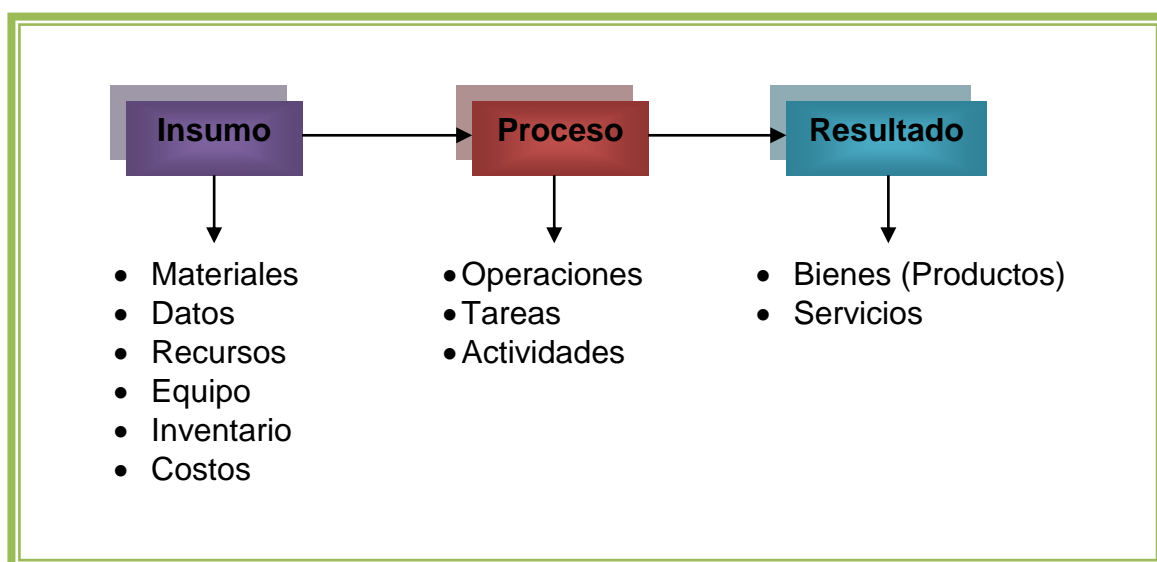 Insumo
Proceso
Resultado
• Materiales
• Datos
• Recursos
• Equipo
• Inventario
• Costos
• Operaciones
• Tareas
• Actividades
• Bienes (Productos)
• Servicios